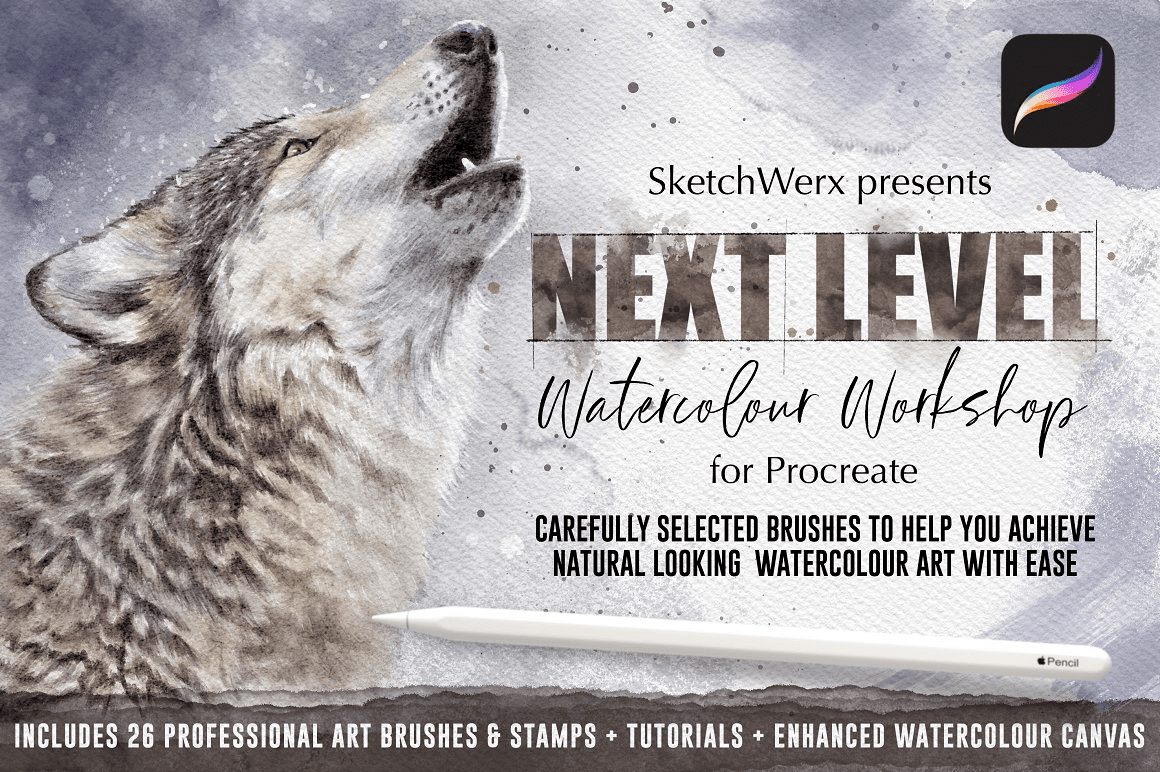 SketchWerx presents
NEXT LEVEL
Watercolour Workshop
for Procreate
CAREFULLY SELECTED BRUSHES TO HELP YOU ACHIEVE
NATURAL LOOKING WATERCOLOUR ART WITH EASE
Pencil
INCLUDES 26 PROFESSIONAL ART BRUSHES & STAMPS + TUTORIALS + ENHANCED WATERCOLOUR CANVAS